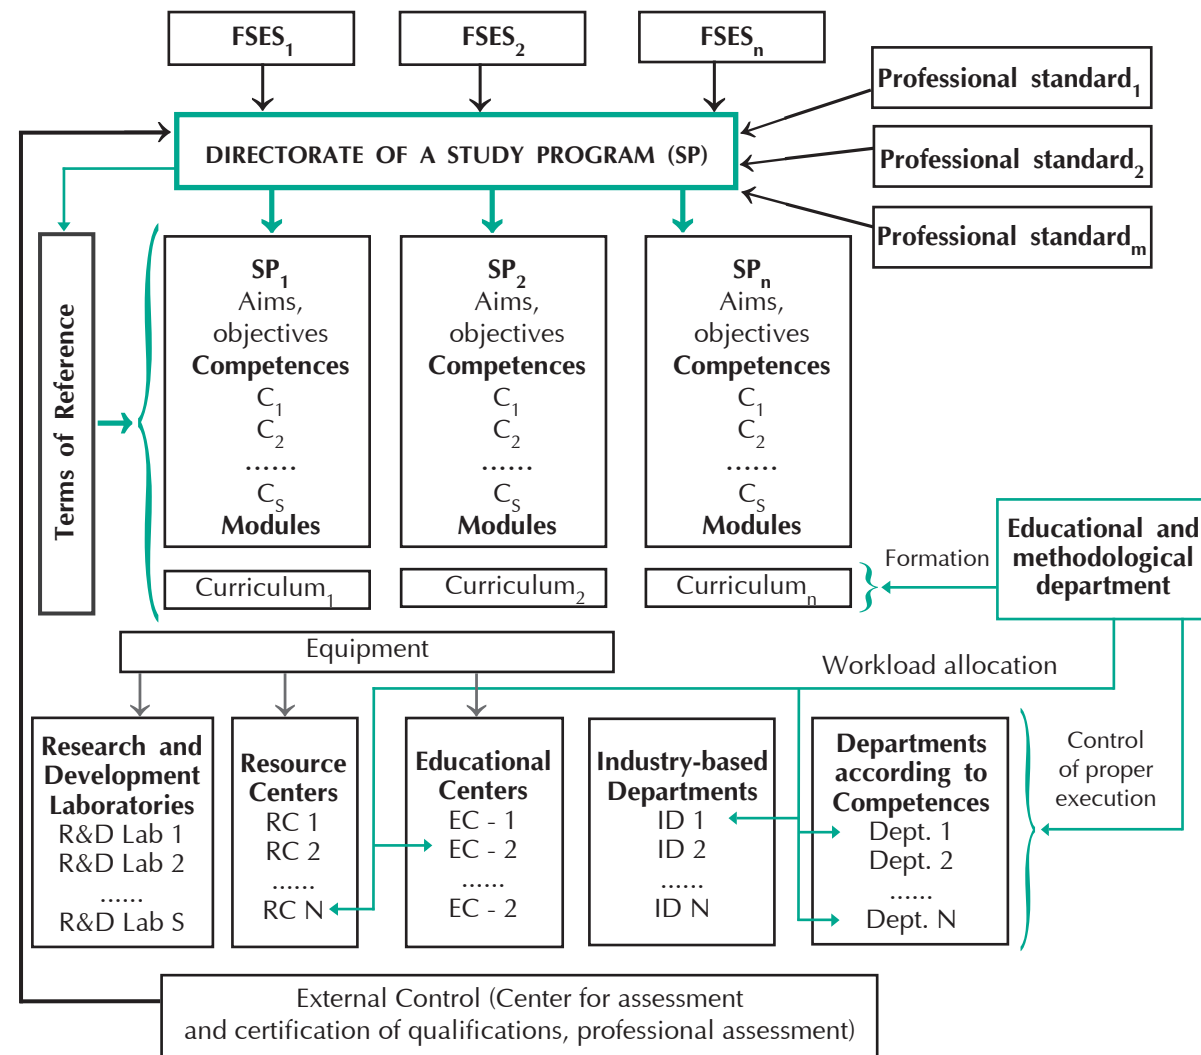 FSES₁
FSES₂
FSESₙ
Professional standard₁
Professional standard₂
Professional standardₘ
DIRECTORATE OF A STUDY PROGRAM (SP)
Terms of Reference
SP₁
Aims,
objectives
Competences
C₁
C₂
......
Cₛ
Modules
SP₂
Aims,
objectives
Competences
C₁
C₂
......
Cₛ
Modules
SPₙ
Aims,
objectives
Competences
C₁
C₂
......
Cₛ
Modules
Curriculum₁
Curriculum₂
Curriculumₙ
Formation
Educational and
methodological
department
Equipment
Workload allocation
Research and
Development
Laboratories
R&D Lab 1
R&D Lab 2
......
R&D Lab S
Resource
Centers
RC 1
RC 2
......
RC N
Educational
Centers
EC - 1
EC - 2
......
EC - 2
Industry-based
Departments
ID 1
ID 2
......
ID N
Departments
according to
Competences
Dept. 1
Dept. 2
......
Dept. N
Control
of proper
execution
External Control (Center for assessment
and certification of qualifications, professional assessment)